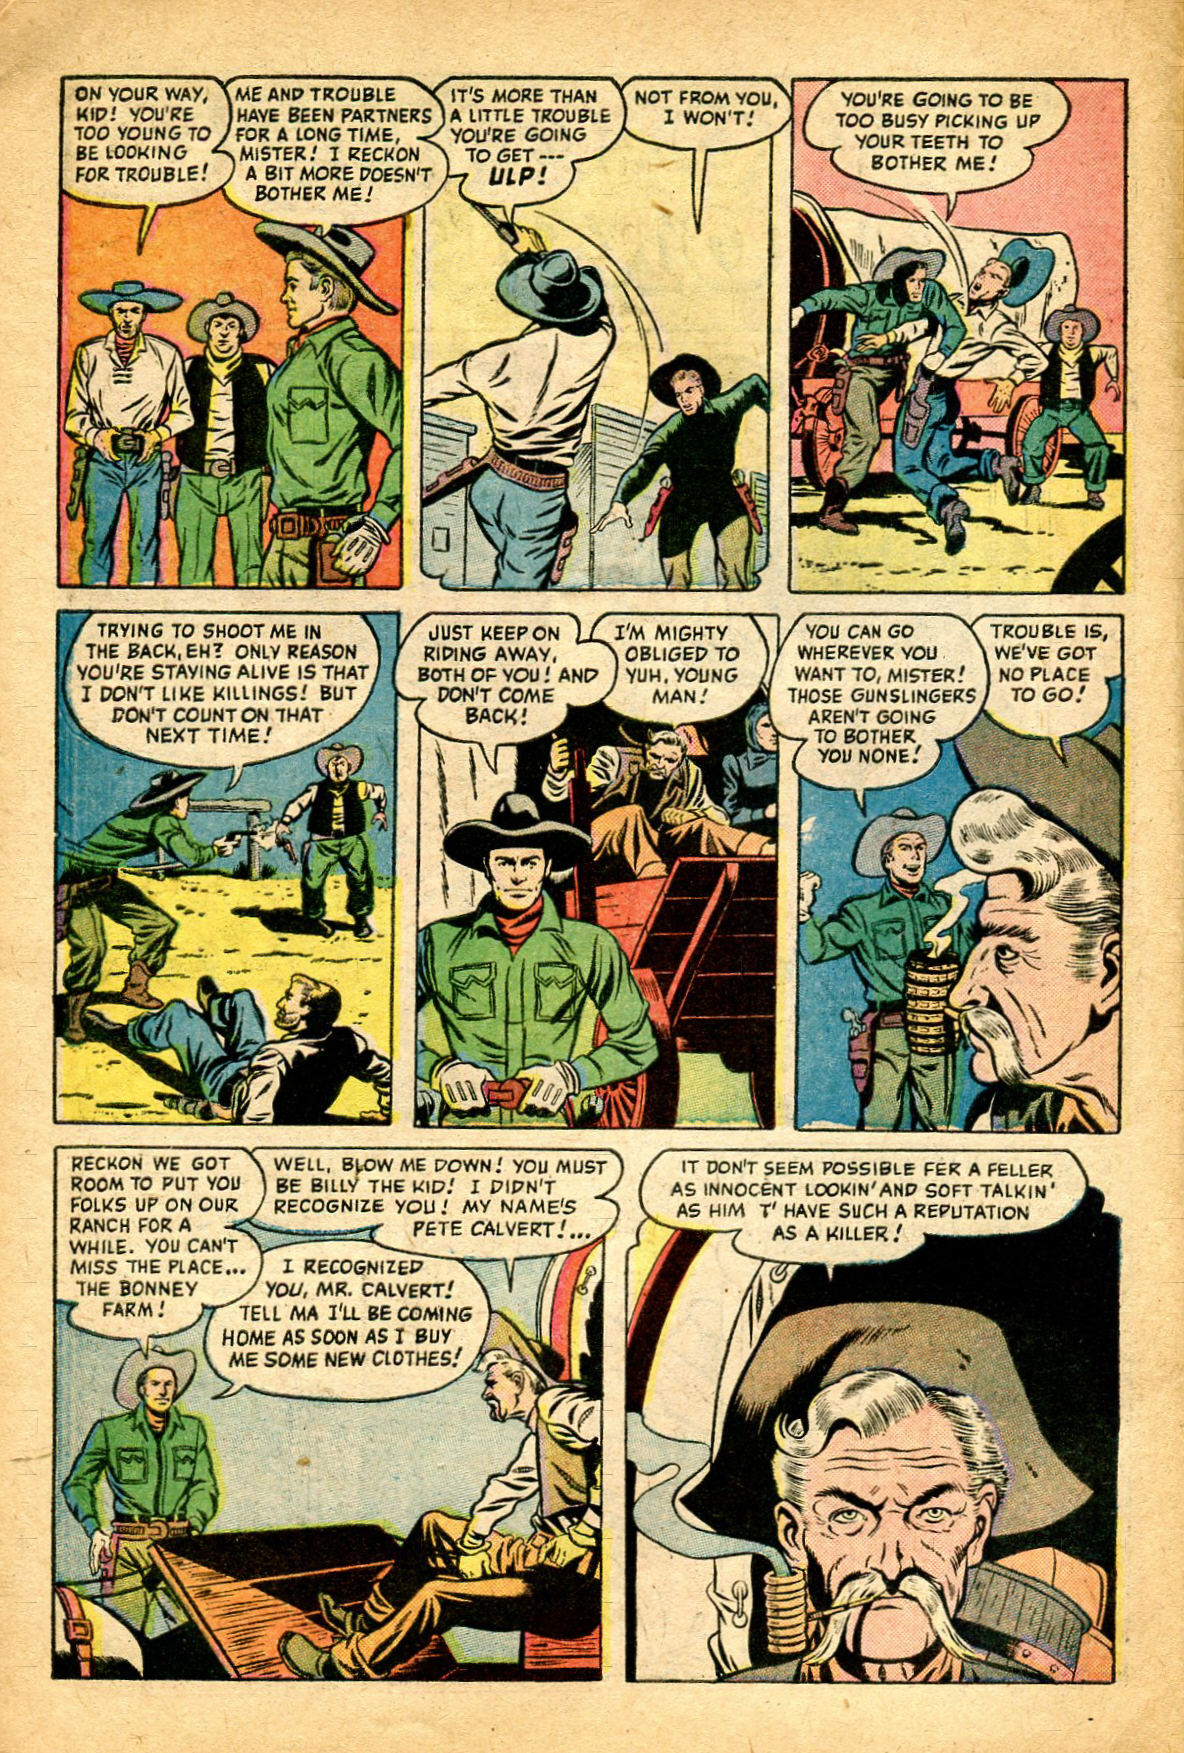 ON YOUR WAY,
KID! YOU'RE
TOO YOUNG TO
BE LOOKING
FOR TROUBLE!
ME AND TROUBLE
HAVE BEEN PARTNERS
FOR A LONG TIME,
MISTER! I RECKON
A BIT MORE DOESN'T
BOTHER ME!
IT'S MORE THAN
A LITTLE TROUBLE
YOU'RE GOING
TO GET---
ULP!
NOT FROM YOU,
I WON'T!
YOU'RE GOING TO BE
TOO BUSY PICKING UP
YOUR TEETH TO
BOTHER ME!
TRYING TO SHOOT ME IN
THE BACK, EH? ONLY REASON
YOU'RE STAYING ALIVE IS THAT
I DON'T LIKE KILLINGS! BUT
DON'T COUNT ON THAT
NEXT TIME!
JUST KEEP ON
RIDING AWAY,
BOTH OF YOU! AND
DON'T COME
BACK!
I'M MIGHTY
OBLIGED TO
YUH, YOUNG
MAN!
YOU CAN GO
WHEREVER YOU
WANT TO, MISTER!
THOSE GUNSLINGERS
AREN'T GOING
TO BOTHER
YOU NONE!
TROUBLE IS,
WE'VE GOT
NO PLACE
TO GO!
RECKON WE GOT
ROOM TO PUT YOU
FOLKS UP ON OUR
RANCH FOR A
WHILE. YOU CAN'T
MISS THE PLACE...
THE BONNEY
FARM!
WELL, BLOW ME DOWN! YOU MUST
BE BILLY THE KID! I DIDN'T
RECOGNIZE YOU! MY NAME'S
PETE CALVERT!...
I RECOGNIZED
YOU, MR. CALVERT!
TELL MA I'LL BE COMING
HOME AS SOON AS I BUY
ME SOME NEW CLOTHES!
IT DON'T SEEM POSSIBLE FER A FELLER
AS INNOCENT LOOKIN' AND SOFT TALKIN'
AS HIM T' HAVE SUCH A REPUTATION
AS A KILLER!